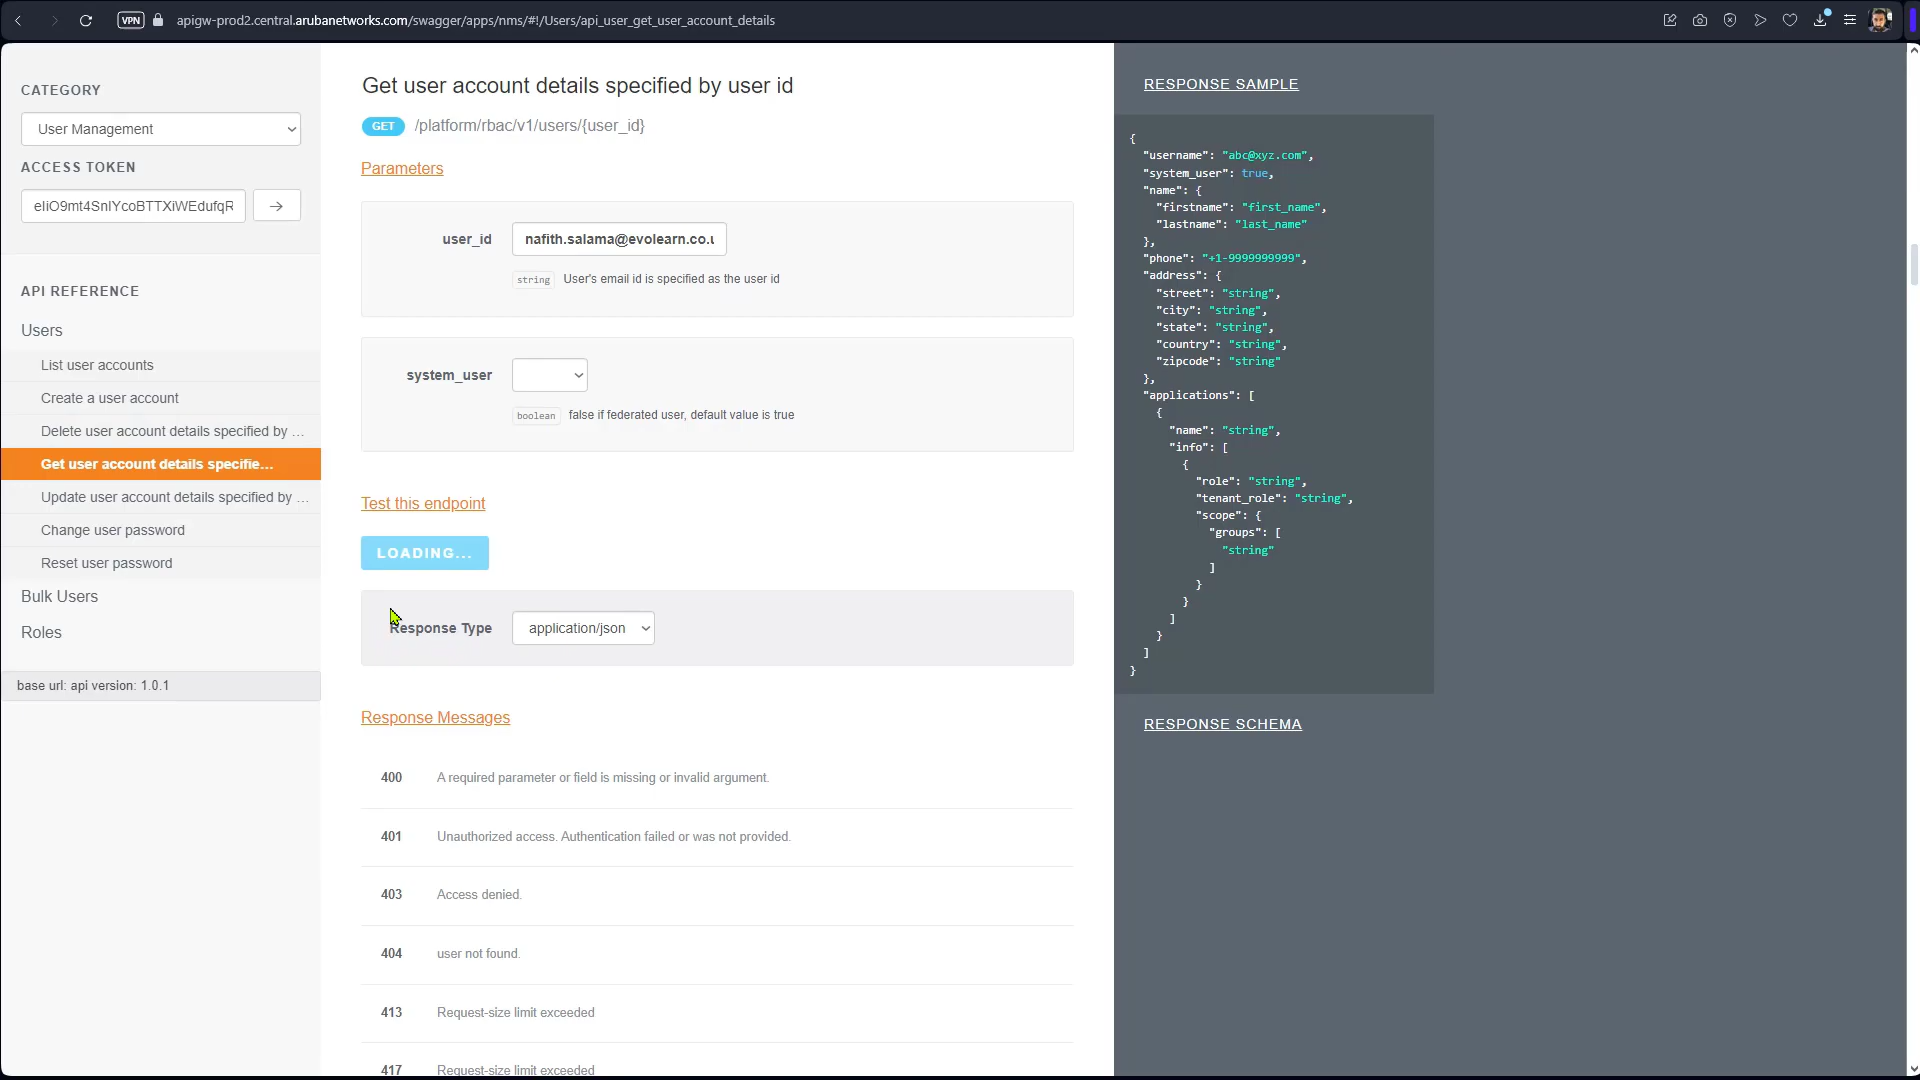 VPN
apigw-prod2.central.arubanetworks.com/swagger/apps/nms/#!/Users/api_user_get_user_account_details
CATEGORY
User Management
ACCESS TOKEN
API REFERENCE
Users
List user accounts
Create a user account
Delete user account details specified by ...
Get user account details specifie...
Update user account details specified by ...
Change user password
Reset user password
Bulk Users
Roles
base url: api version: 1.0.1
Get user account details specified by user id
GET /platform/rbac/v1/users/{user_id}
Parameters
user_id nafith.salama@evolearn.co.u
string User's email id is specified as the user id
system_user
boolean false if federated user, default value is true
Test this endpoint
LOADING...
Response Type application/json
Response Messages
400 A required parameter or field is missing or invalid argument.
401 Unauthorized access. Authentication failed or was not provided.
403 Access denied.
404 user not found.
413 Request-size limit exceeded
417 Request-size limit exceeded
RESPONSE SAMPLE
{
"username": "abc@xyz.com",
"system_user": true,
"name": {
"firstname": "first_name",
"lastname": "last_name"
},
"phone": "+1-9999999999",
"address": {
"street": "string",
"city": "string",
"state": "string",
"country": "string",
"zipcode": "string"
},
"applications": [
{
"name": "string",
"info": [
{
"role": "string",
"tenant_role": "string",
"scope": {
"groups": [
"string"
]
}
}
]
}
]
}
RESPONSE SCHEMA